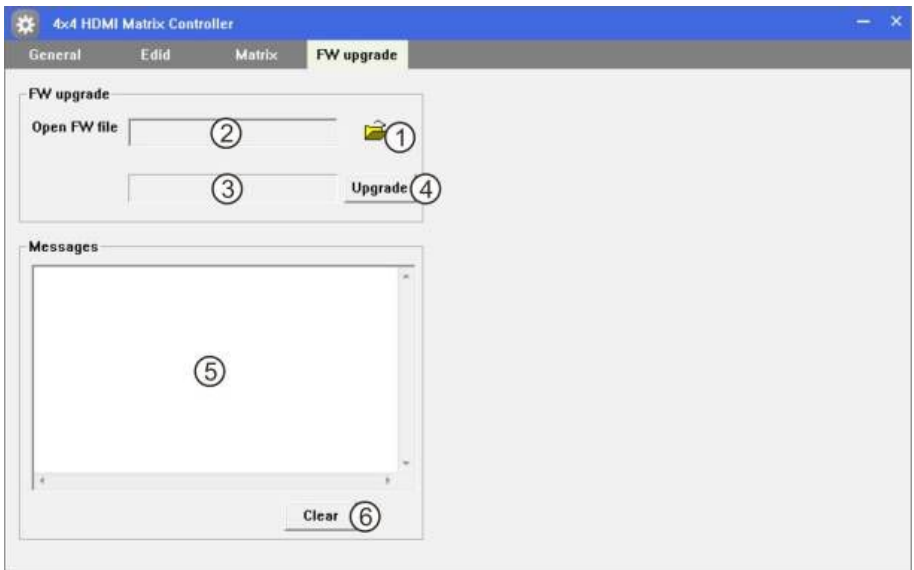 4x4 HDMI Matrix Controller
General Edid Matrix FW upgrade
FW upgrade
Open FW file ② ①
③ Upgrade ④
Messages
⑤
Clear ⑥